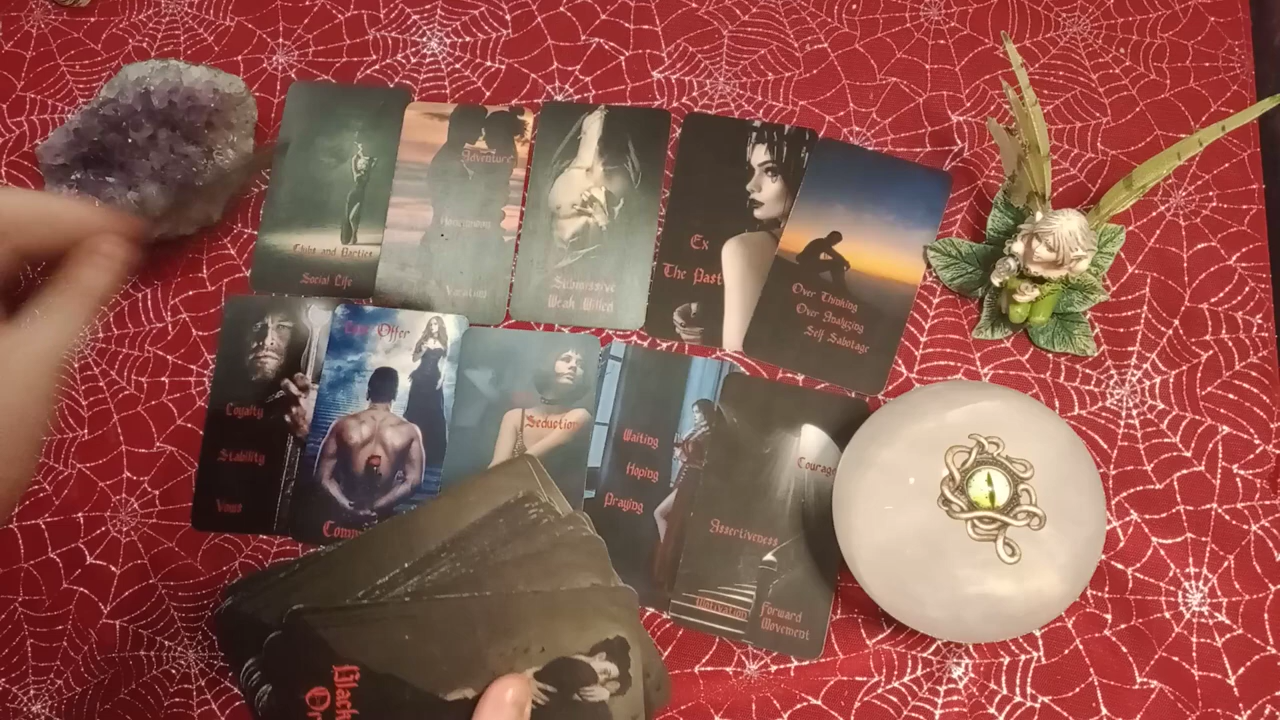 Clubs and Parties
Social Life
Adventure
Honeymoon
Vacation
Submissive
Weak Willed
Ex
The Past
Over Thinking
Over Analyzing
Self Sabotage
Loyalty
Stability
Vows
Offer
Seduction
Waiting
Hoping
Praying
Courage
Assertiveness
Motivation
Forward
Movement